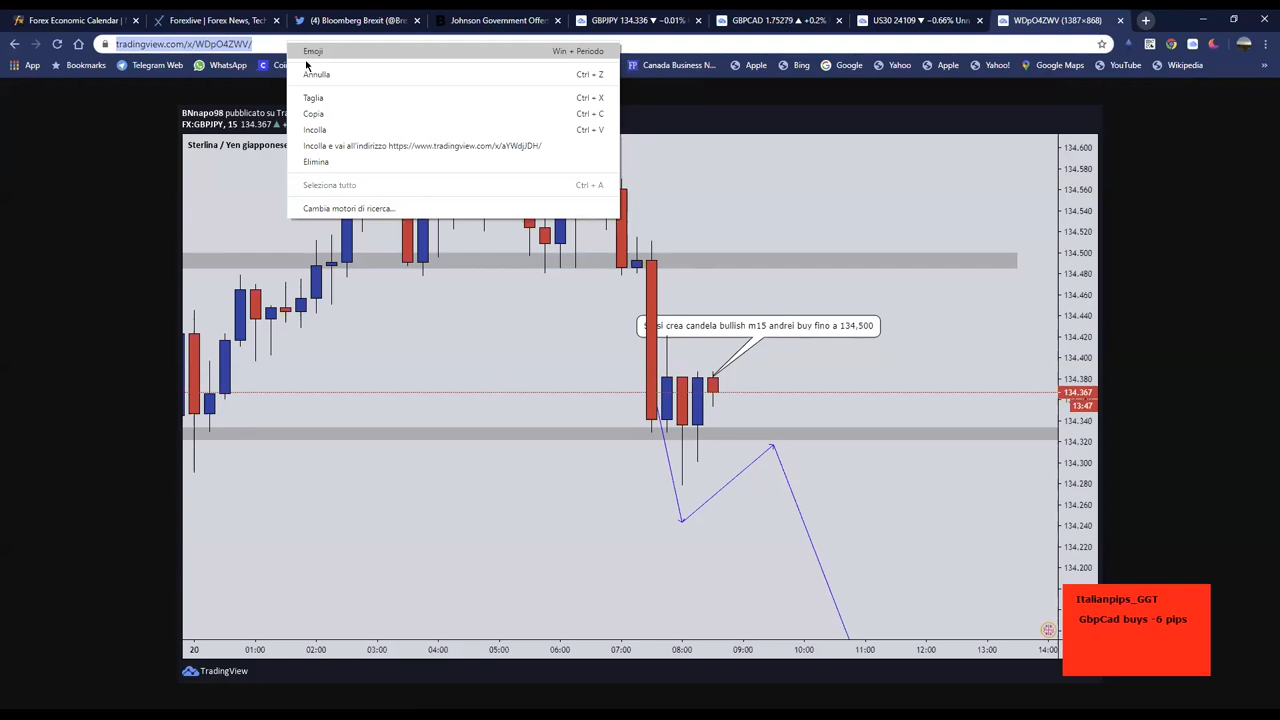 Forex Economic Calendar |
Forexlive | Forex News, Tech
(4) Bloomberg Brexit (@Bre
Johnson Government Offer
GBPJPY 134.336 ▼ −0.01%
GBPCAD 1.75279 ▲ +0.2%
US30 24109 ▼ −0.66% Unn
WDpO4ZWV (1387×868)
tradingview.com/x/WDpO4ZWV/
App
Bookmarks
Telegram Web
WhatsApp
Canada Business N...
Apple
Bing
Google
Yahoo
Apple
Yahoo!
Google Maps
YouTube
Wikipedia
Emoji Win + Periodo
Annulla Ctrl + Z
Taglia Ctrl + X
Copia Ctrl + C
Incolla Ctrl + V
Incolla e vai all'indirizzo https://www.tradingview.com/x/aYWdjJDH/
Elimina
Seleziona tutto Ctrl + A
Cambia motori di ricerca...
BNnapo98 pubblicato su
FX:GBPJPY, 15 134.367 ▲
Sterlina / Yen giapponese
si crea candela bullish m15 andrei buy fino a 134,500
134.600
134.580
134.560
134.540
134.520
134.500
134.480
134.460
134.440
134.420
134.400
134.380
134.367
13:47
134.340
134.320
134.300
134.280
134.260
134.240
134.220
134.200
Italianpips_GGT
GbpCad buys -6 pips
20 01:00 02:00 03:00 04:00 05:00 06:00 07:00 08:00 09:00 10:00 11:00 12:00 13:00 14:00
TradingView